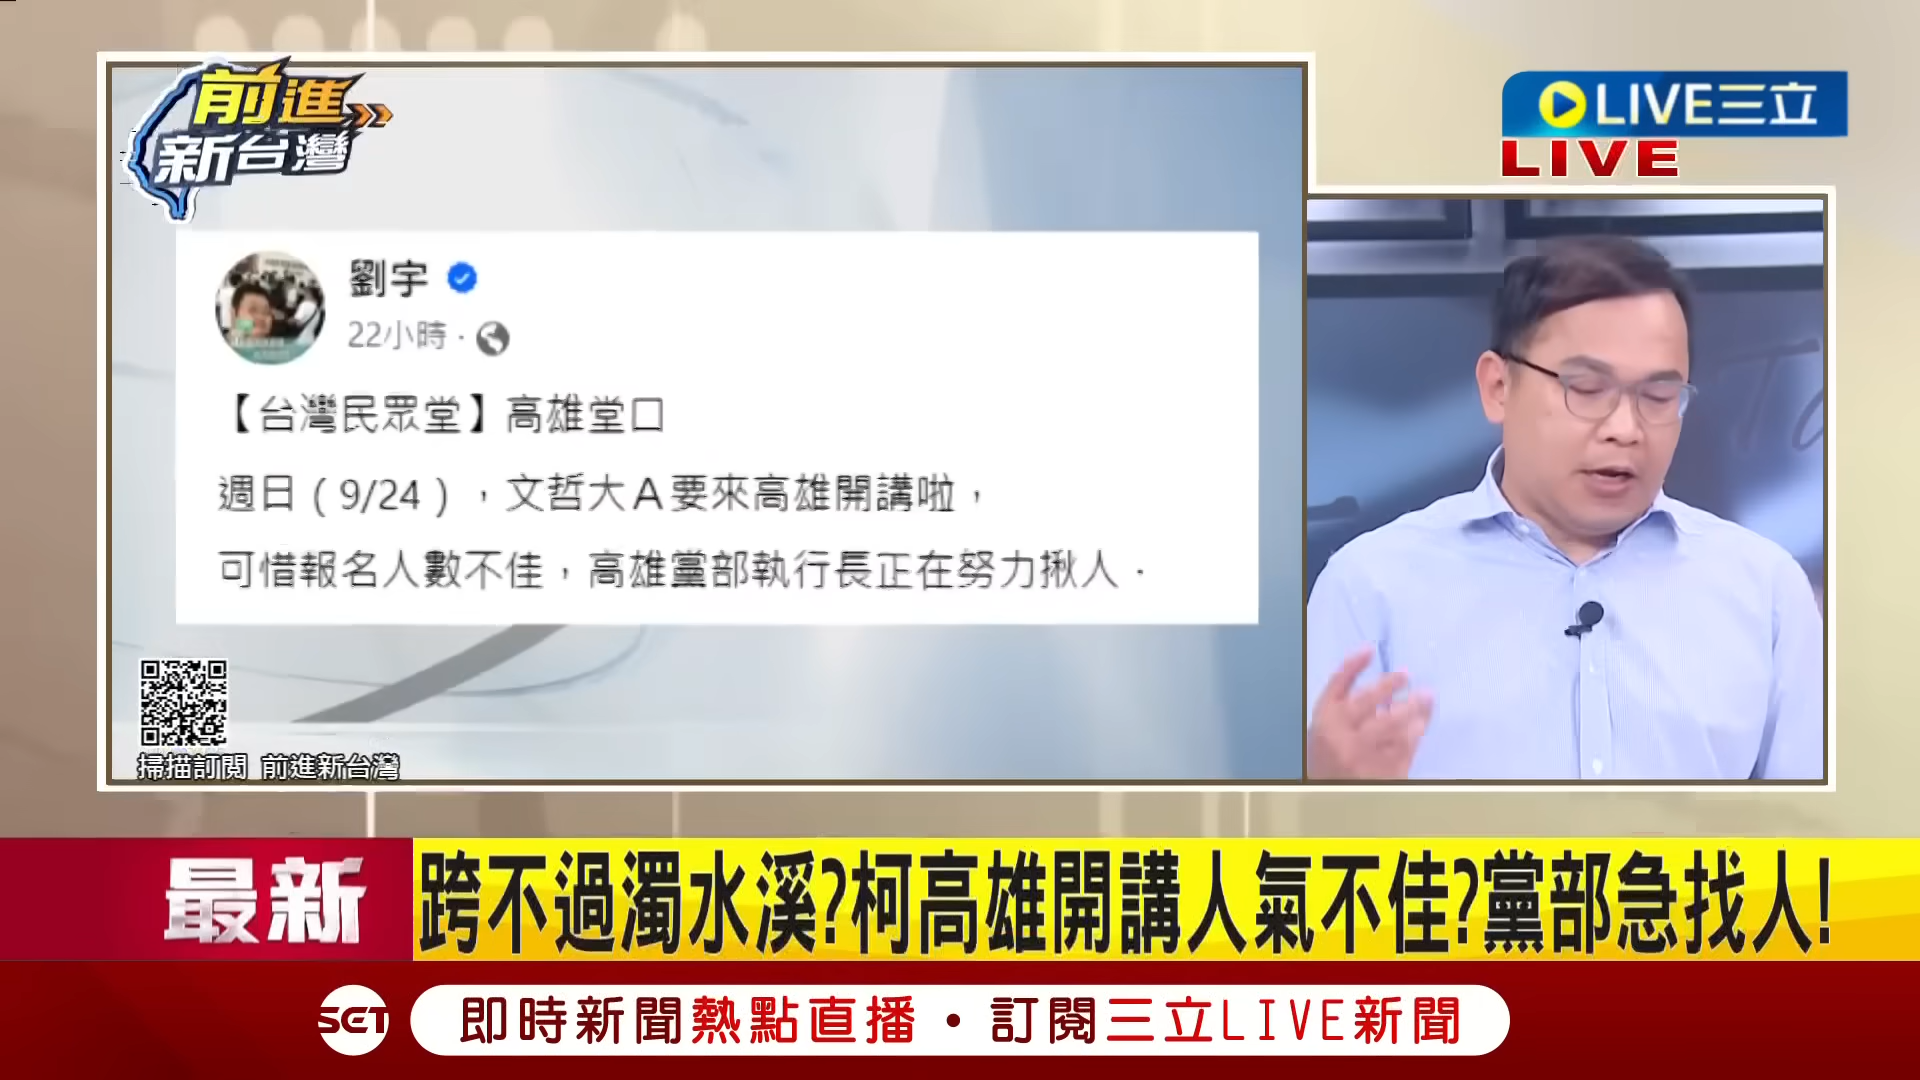 前進
新台灣
LIVE三立
LIVE
劉宇
22小時 ·
【台灣民眾堂】高雄堂口
週日（9/24），文哲大A要來高雄開講啦，
可惜報名人數不佳，高雄黨部執行長正在努力揪人．
掃描訂閱 前進新台灣
最新
跨不過濁水溪?柯高雄開講人氣不佳?黨部急找人!
SET
即時新聞熱點直播・訂閱三立LIVE新聞